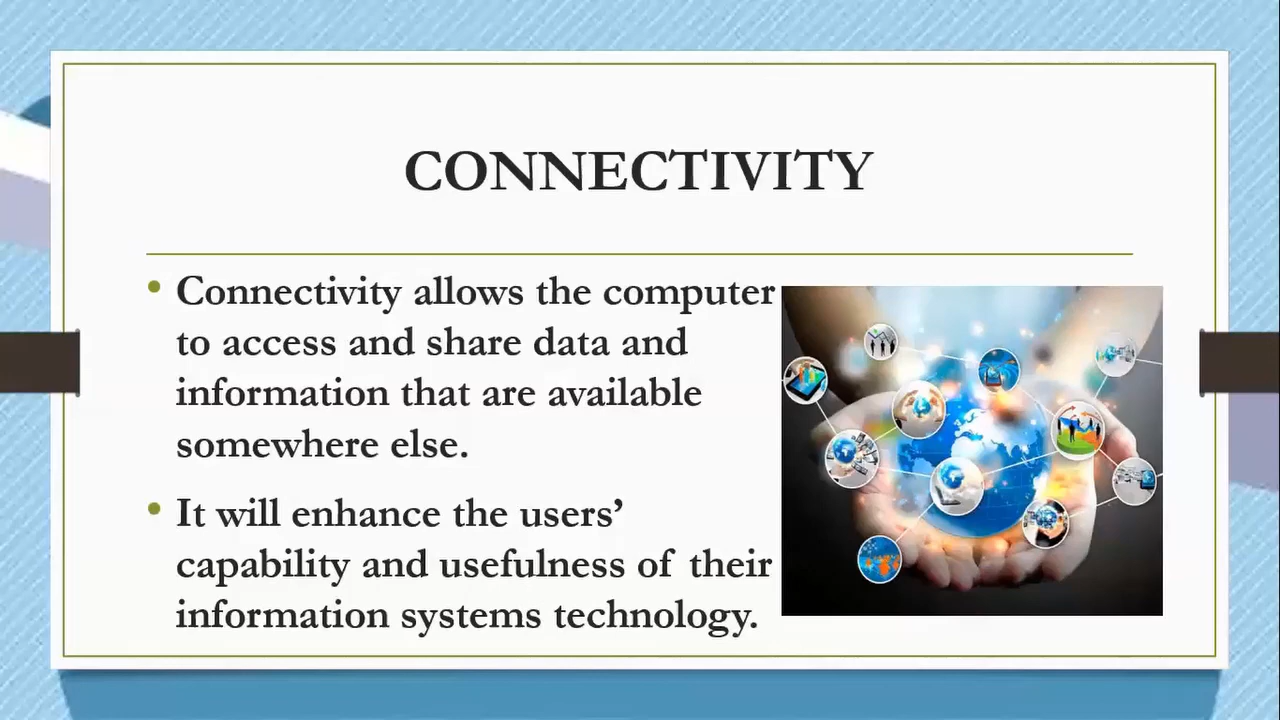 CONNECTIVITY
• Connectivity allows the computer
to access and share data and
information that are available
somewhere else.
• It will enhance the users’
capability and usefulness of their
information systems technology.